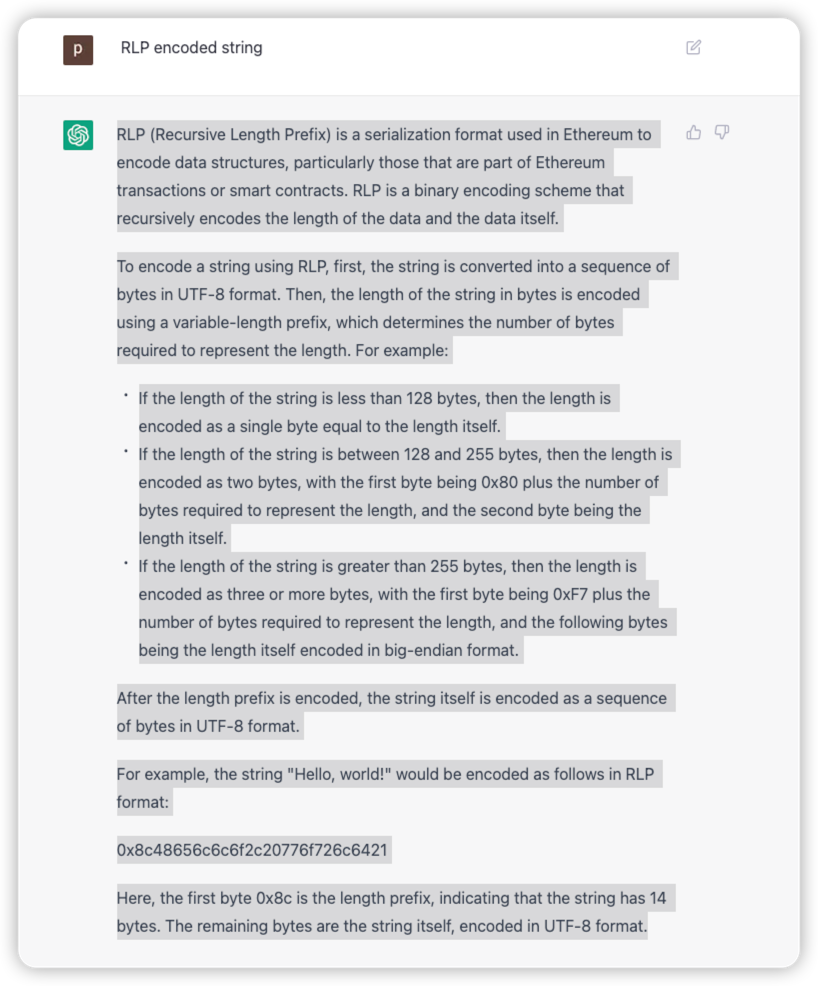 p
RLP encoded string
RLP (Recursive Length Prefix) is a serialization format used in Ethereum to
encode data structures, particularly those that are part of Ethereum
transactions or smart contracts. RLP is a binary encoding scheme that
recursively encodes the length of the data and the data itself.
To encode a string using RLP, first, the string is converted into a sequence of
bytes in UTF-8 format. Then, the length of the string in bytes is encoded
using a variable-length prefix, which determines the number of bytes
required to represent the length. For example:
• If the length of the string is less than 128 bytes, then the length is
encoded as a single byte equal to the length itself.
• If the length of the string is between 128 and 255 bytes, then the length is
encoded as two bytes, with the first byte being 0x80 plus the number of
bytes required to represent the length, and the second byte being the
length itself.
• If the length of the string is greater than 255 bytes, then the length is
encoded as three or more bytes, with the first byte being 0xF7 plus the
number of bytes required to represent the length, and the following bytes
being the length itself encoded in big-endian format.
After the length prefix is encoded, the string itself is encoded as a sequence
of bytes in UTF-8 format.
For example, the string "Hello, world!" would be encoded as follows in RLP
format:
0x8c48656c6c6f2c20776f726c6421
Here, the first byte 0x8c is the length prefix, indicating that the string has 14
bytes. The remaining bytes are the string itself, encoded in UTF-8 format.